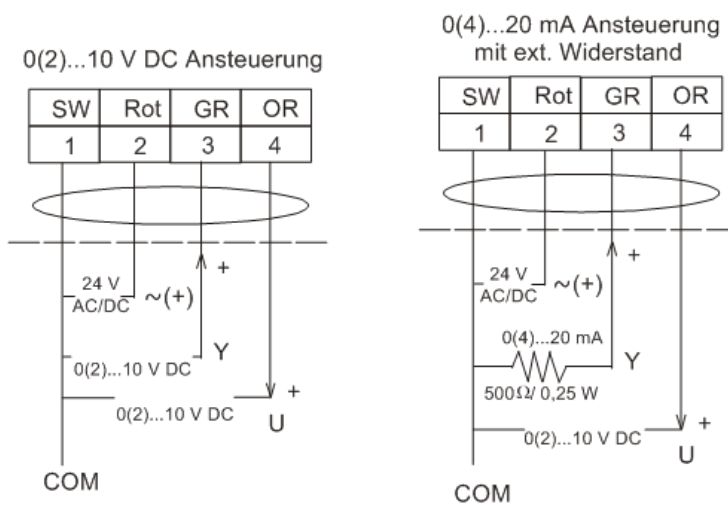 0(2)...10 V DC Ansteuerung
SW Rot GR OR
1 2 3 4
+
24 V
AC/DC ~(+)
Y
0(2)...10 V DC
+
0(2)...10 V DC
U
COM
0(4)...20 mA Ansteuerung
mit ext. Widerstand
SW Rot GR OR
1 2 3 4
+
24 V
AC/DC ~(+)
0(4)...20 mA
Y
500Ω/ 0,25 W
+
0(2)...10 V DC
U
COM